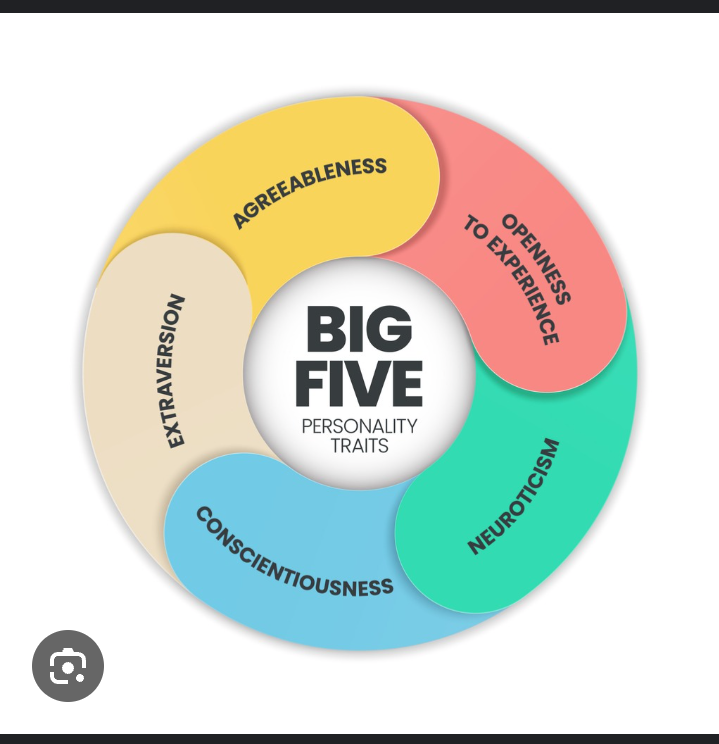 AGREEABLENESS
OPENNESS
TO EXPERIENCE
EXTRAVERSION
BIG
FIVE
PERSONALITY
TRAITS
NEUROTICISM
CONSCIENTIOUSNESS